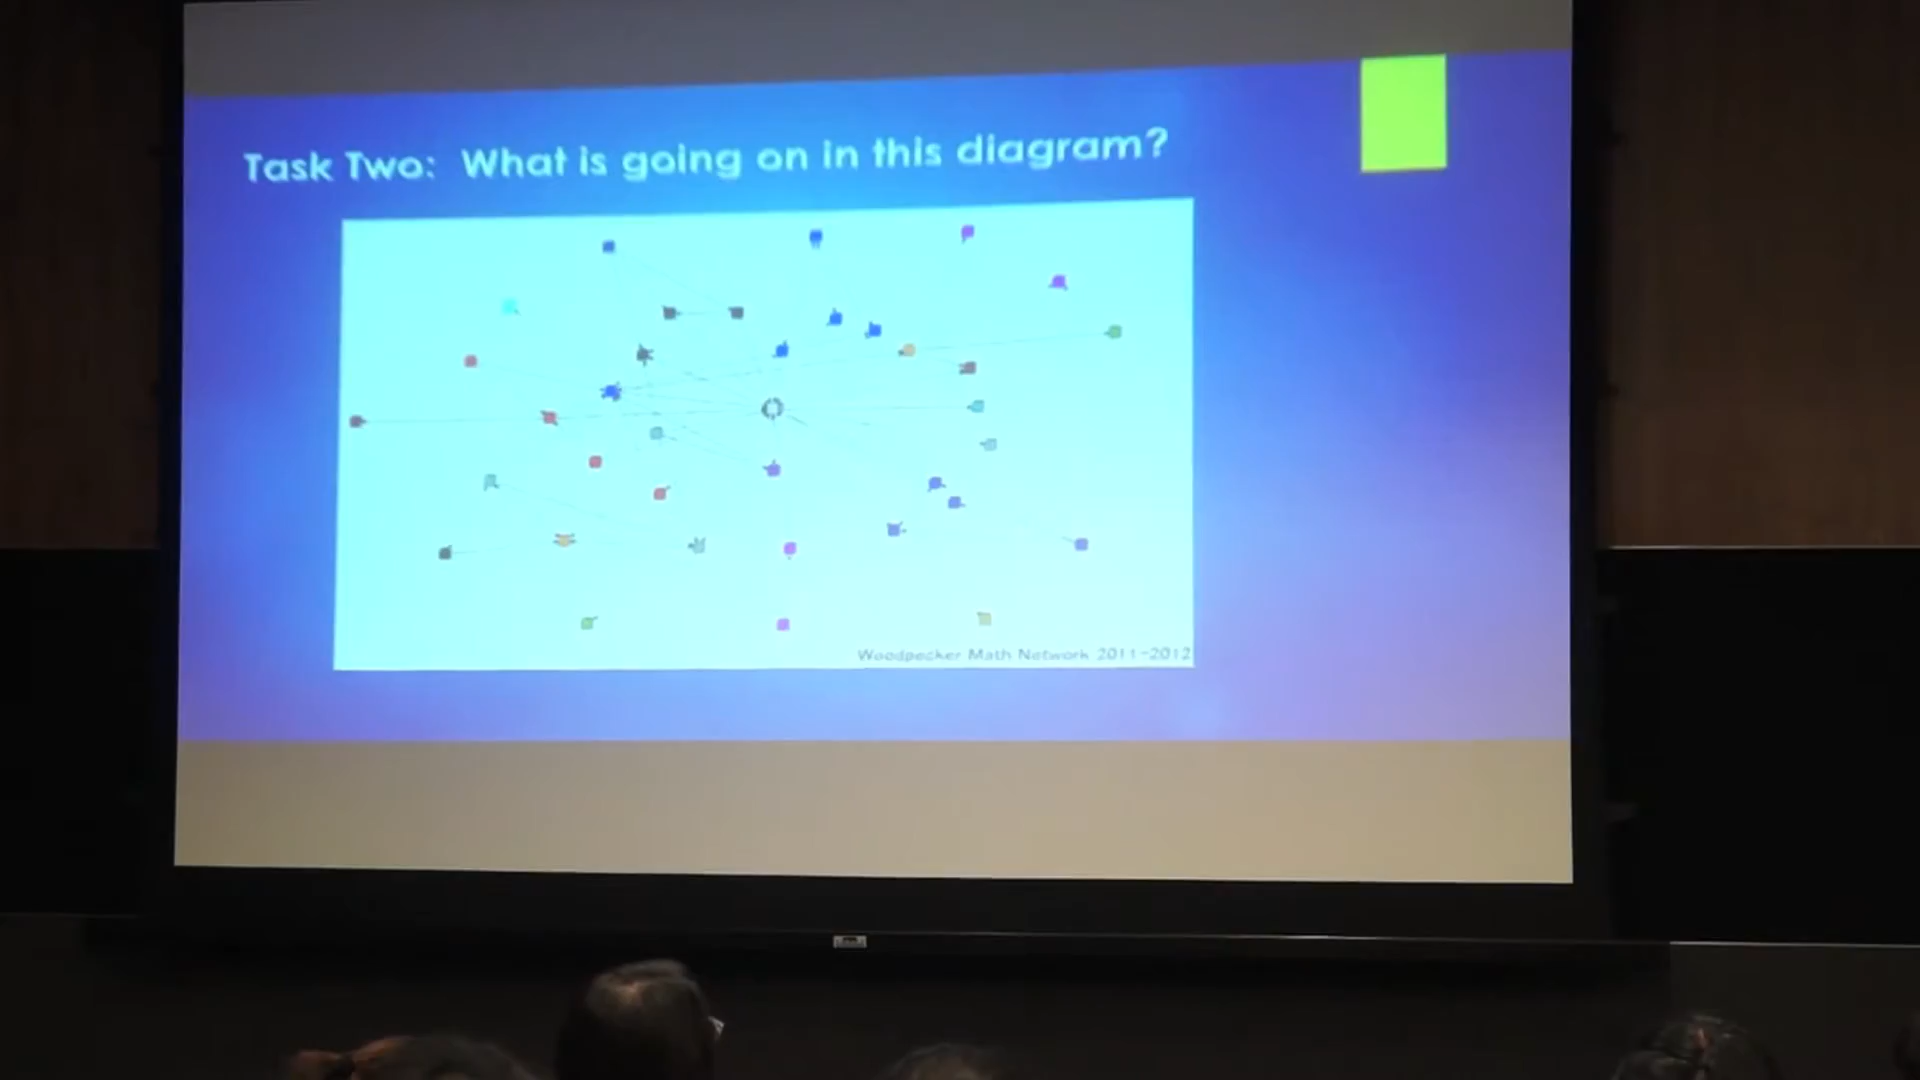 Task Two: What is going on in this diagram?
Woodpecker Math Network 2011-2012